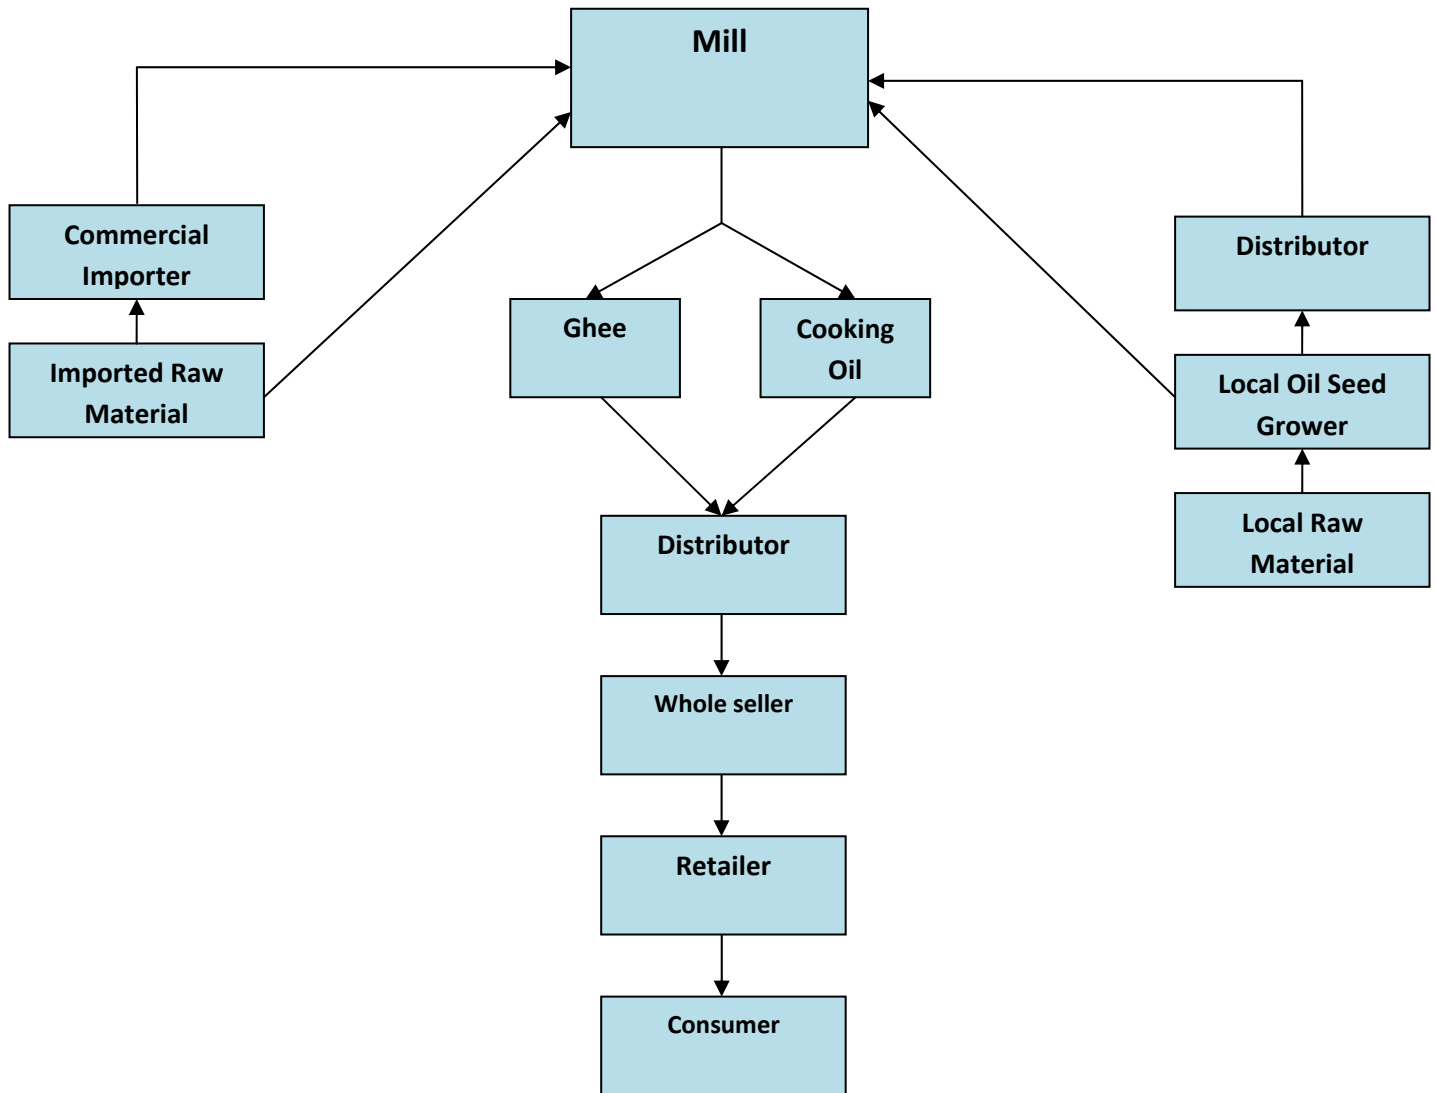 Mill
Commercial
Importer
Distributor
Ghee
Cooking
Oil
Imported Raw
Material
Local Oil Seed
Grower
Local Raw
Material
Distributor
Whole seller
Retailer
Consumer